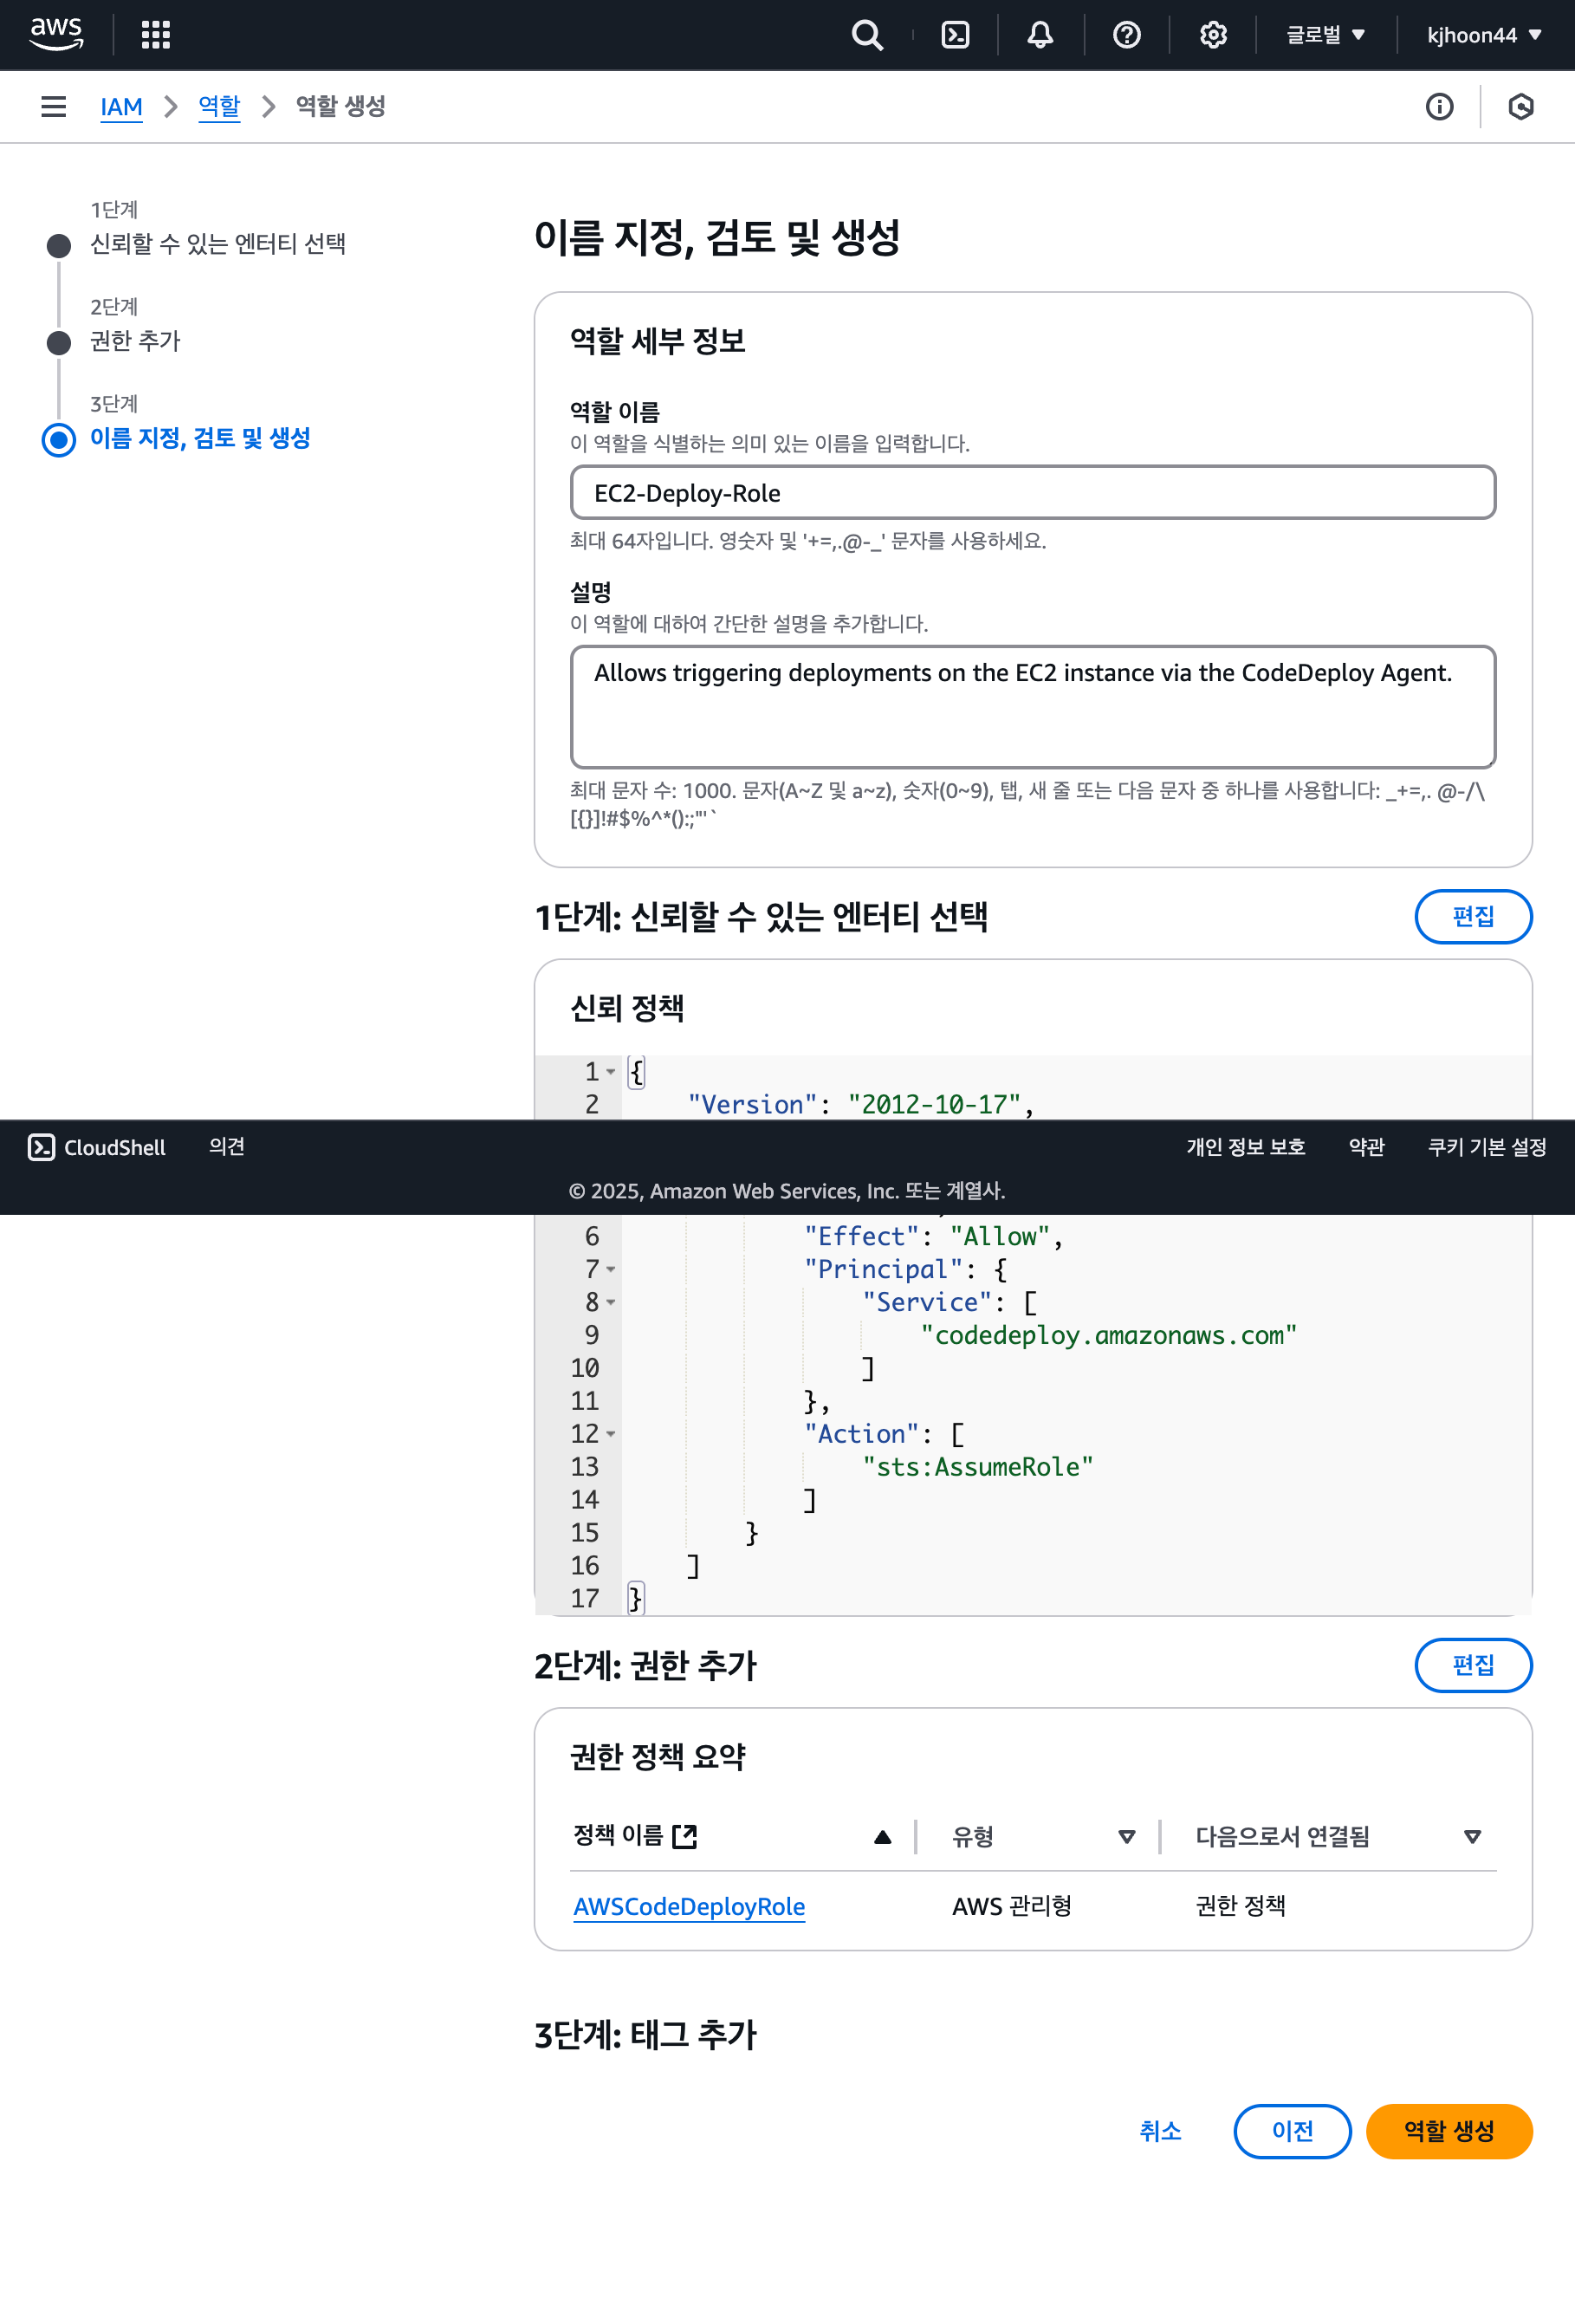 aws
글로벌
kjhoon44
IAM
역할
역할 생성
1단계
신뢰할 수 있는 엔터티 선택
2단계
권한 추가
3단계
이름 지정, 검토 및 생성
이름 지정, 검토 및 생성
역할 세부 정보
역할 이름
이 역할을 식별하는 의미 있는 이름을 입력합니다.
EC2-Deploy-Role
최대 64자입니다. 영숫자 및 '+=,.@-_' 문자를 사용하세요.
설명
이 역할에 대하여 간단한 설명을 추가합니다.
Allows triggering deployments on the EC2 instance via the CodeDeploy Agent.
최대 문자 수: 1000. 문자(A~Z 및 a~z), 숫자(0~9), 탭, 새 줄 또는 다음 문자 중 하나를 사용합니다: _+=,. @-/\
[{}]!#$%^*();:"'`
1단계: 신뢰할 수 있는 엔터티 선택
편집
신뢰 정책
1 {
2 "Version": "2012-10-17",
CloudShell
의견
개인 정보 보호
약관
쿠키 기본 설정
© 2025, Amazon Web Services, Inc. 또는 계열사.
6 "Effect": "Allow",
7 "Principal": {
8 "Service": [
9 "codedeploy.amazonaws.com"
10 ]
11 },
12 "Action": [
13 "sts:AssumeRole"
14 ]
15 }
16 ]
17 }
2단계: 권한 추가
편집
권한 정책 요약
정책 이름
유형
다음으로서 연결됨
AWSCodeDeployRole
AWS 관리형
권한 정책
3단계: 태그 추가
취소
이전
역할 생성